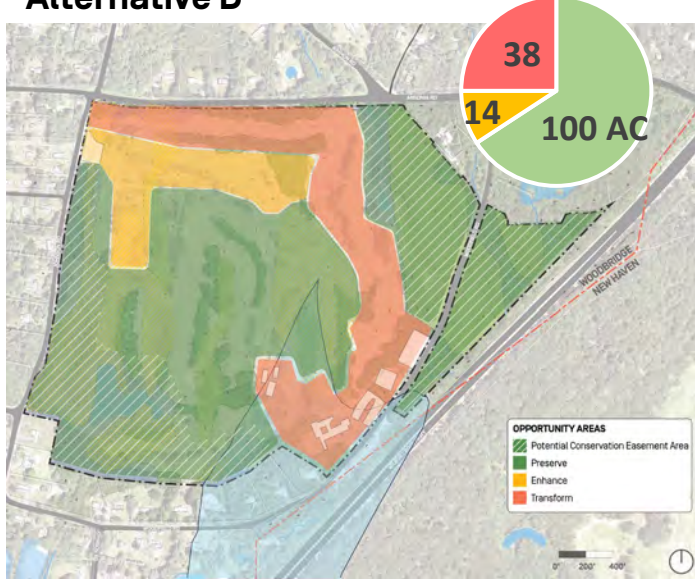 Alternative D
38
14
100 AC
WOODBRIDGE
NEW HAVEN
OPPORTUNITY AREAS
Potential Conservation Easement Area
Preserve
Enhance
Transform
0' 200' 400'